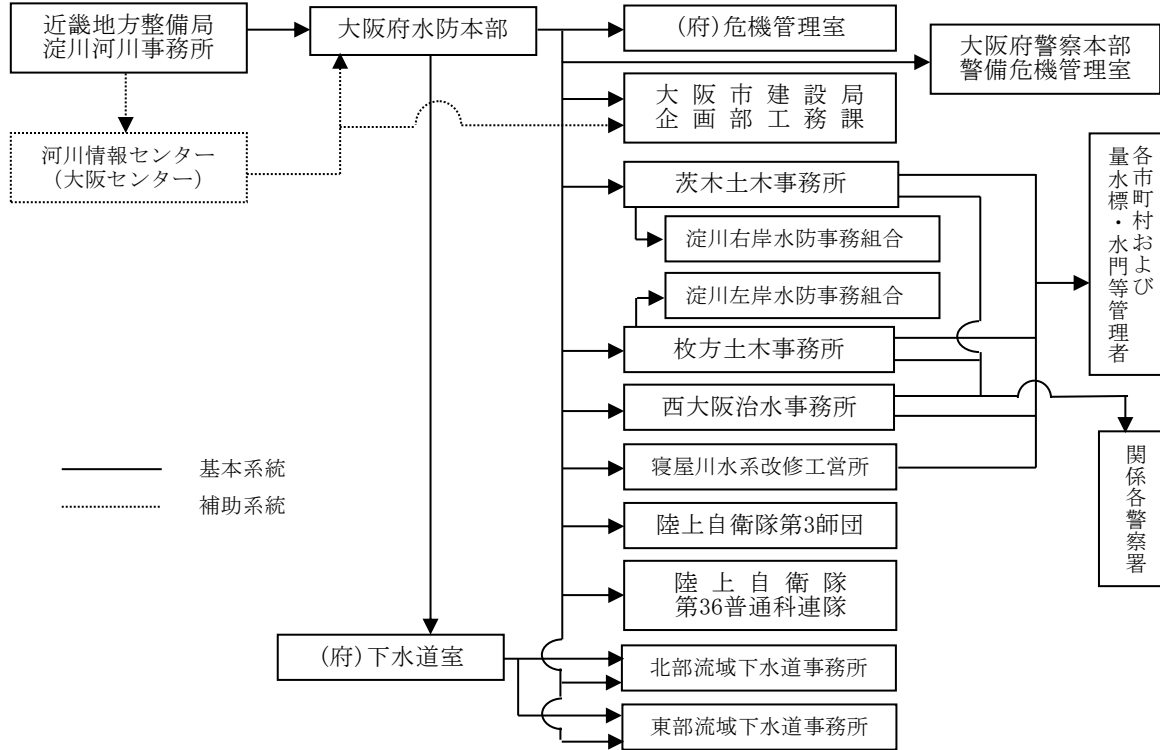 近畿地方整備局
淀川河川事務所
大阪府水防本部
(府)危機管理室
大阪府警察本部
警備危機管理室
大阪市建設局
企画部工務課
河川情報センター
(大阪センター)
茨木土木事務所
淀川右岸水防事務組合
淀川左岸水防事務組合
枚方土木事務所
西大阪治水事務所
寝屋川水系改修工営所
陸上自衛隊第3師団
陸上自衛隊
第36普通科連隊
(府)下水道室
北部流域下水道事務所
東部流域下水道事務所
各市町村および
量水標・水門等管理者
関係各警察署
基本系統
補助系統